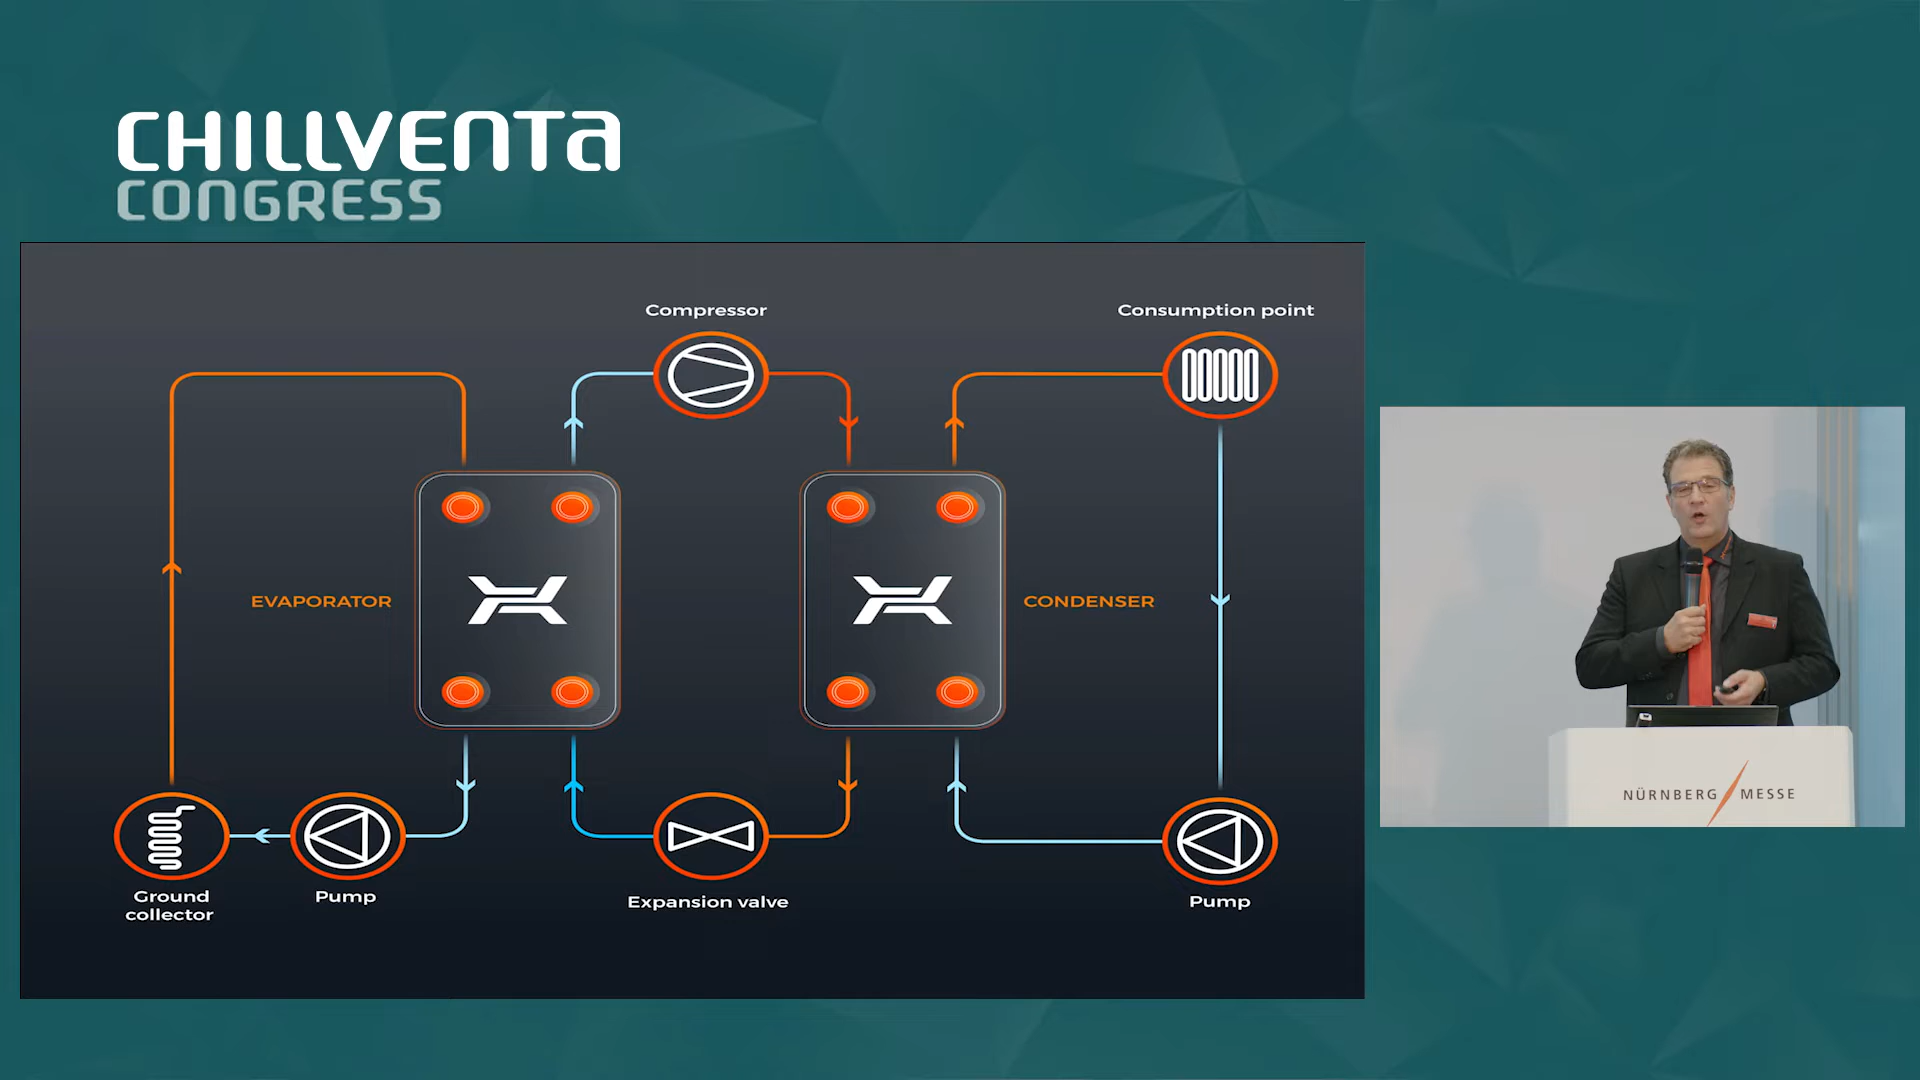 CHILLVENTA
CONGRESS
Compressor
Consumption point
EVAPORATOR
CONDENSER
Ground
collector
Pump
Expansion valve
Pump
NÜRNBERG MESSE